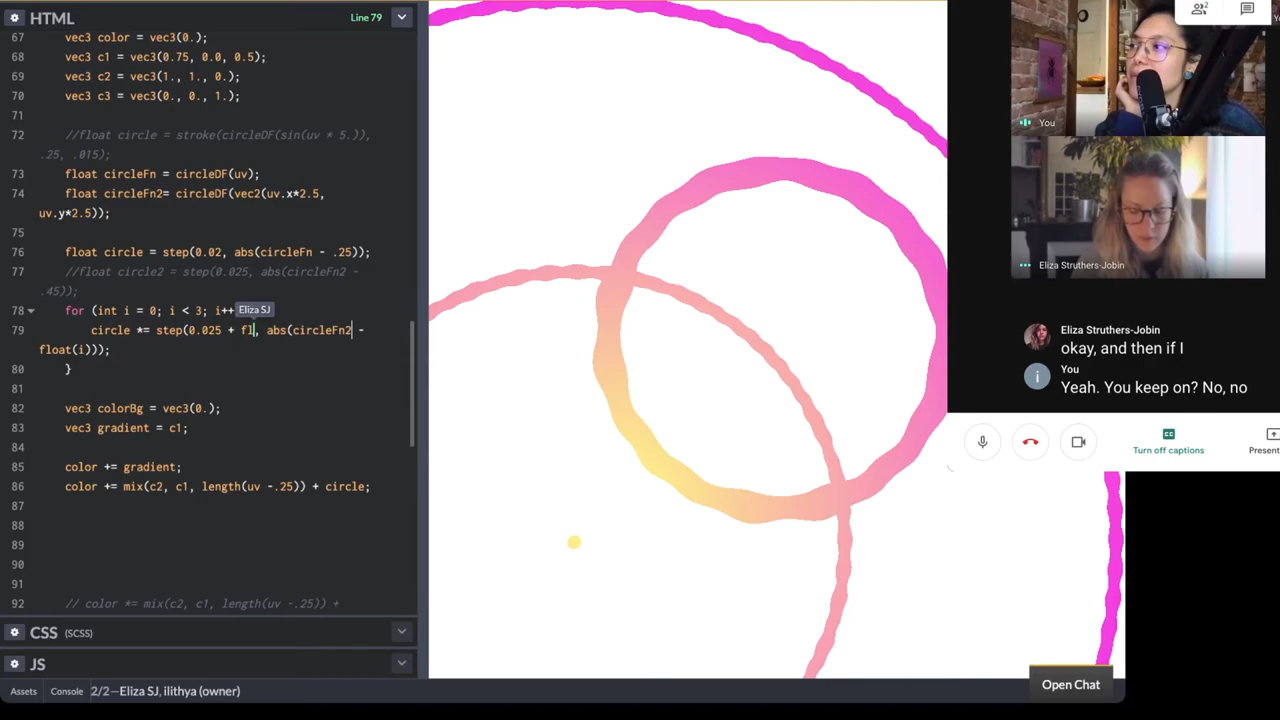 HTML
Line 79
67 vec3 color = vec3(0.);
68 vec3 c1 = vec3(0.75, 0.0, 0.5);
69 vec3 c2 = vec3(1., 1., 0.);
70 vec3 c3 = vec3(0., 0., 1.);
71
72 //float circle = stroke(circleDF(sin(uv * 5.)),
.25, .015);
73 float circleFn = circleDF(uv);
74 float circleFn2= circleDF(vec2(uv.x*2.5,
uv.y*2.5));
75
76 float circle = step(0.02, abs(circleFn - .25));
77 //float circle2 = step(0.025, abs(circleFn2 -
.45));
78 for (int i = 0; i < 3; i++
Eliza SJ
79 circle *= step(0.025 + fl, abs(circleFn2 -
float(i)));
80 }
81
82 vec3 colorBg = vec3(0.);
83 vec3 gradient = c1;
84
85 color += gradient;
86 color += mix(c2, c1, length(uv -.25)) + circle;
87
88
89
90
91
92 // color *= mix(c2, c1, length(uv -.25)) +
CSS (SCSS)
JS
Assets Console 2/2—Eliza SJ, ilithya (owner)
Open Chat
2
You
Eliza Struthers-Jobin
Eliza Struthers-Jobin
okay, and then if I
i You
Yeah. You keep on? No, no
Turn off captions
Present